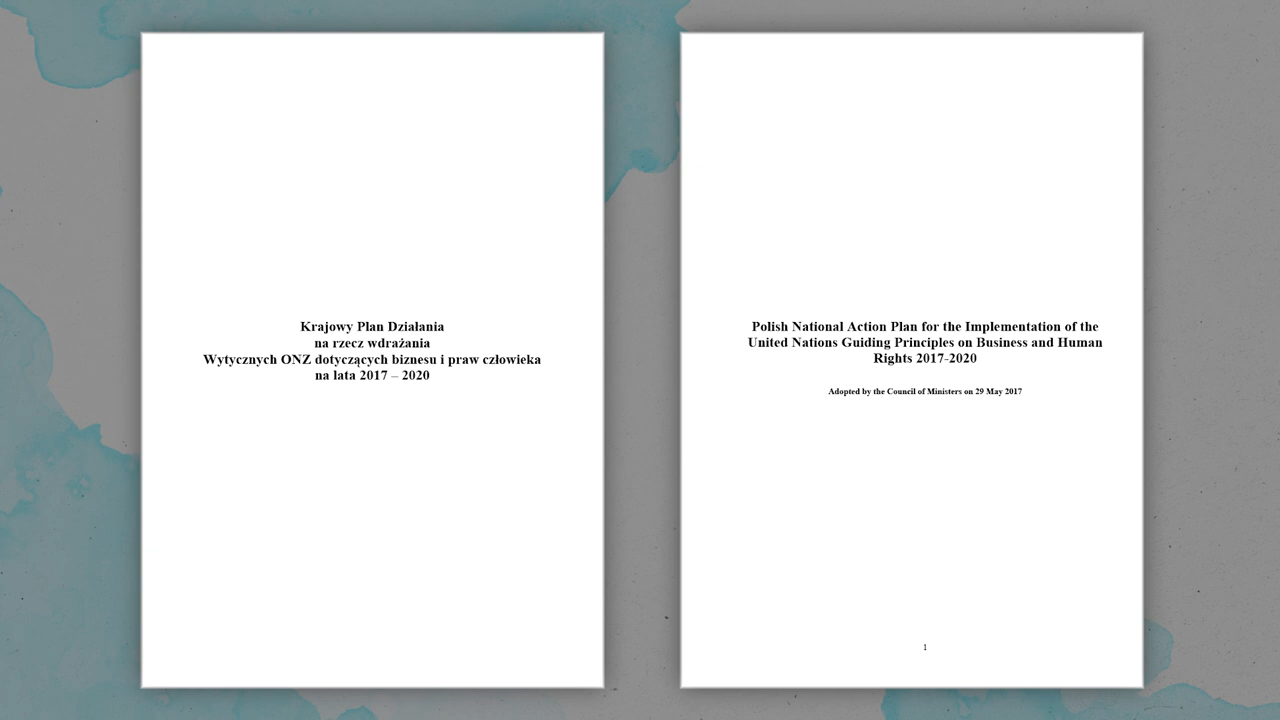 Krajowy Plan Działania
na rzecz wdrażania
Wytycznych ONZ dotyczących biznesu i praw człowieka
na lata 2017 – 2020
Polish National Action Plan for the Implementation of the
United Nations Guiding Principles on Business and Human
Rights 2017-2020
Adopted by the Council of Ministers on 29 May 2017
1